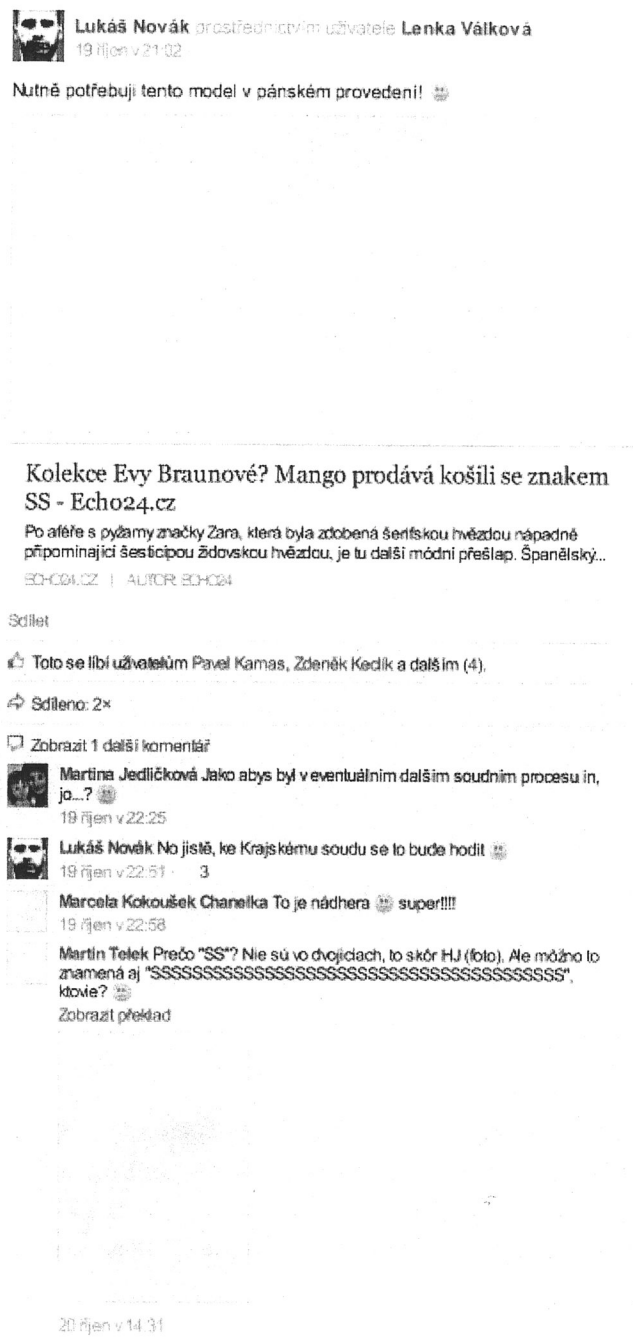 Lukáš Novák prostřednictvím uživatele Lenka Válková
19 říjen v 21:02
Nutně potřebuji tento model v pánském provedení!
Kolekce Evy Braunové? Mango prodává košili se znakem
SS - Echo24.cz
Po aféře s pyžamy značky Zara, která byla zdobená šerifskou hvězdou nápadně
připomínající šesticípou židovskou hvězdou, je tu další módní přešlap. Španělský...
ECHO24.CZ | AUTOR: ECHO24
Sdílet
Toto se líbí uživatelům Pavel Kamas, Zdeněk Kedík a dalším (4).
Sdíleno: 2×
Zobrazit 1 další komentář
Martina Jedličková Jako abys byl v eventuálním dalším soudním procesu in,
jo...?
19 říjen v 22:25
Lukáš Novák No jistě, ke Krajskému soudu se to bude hodit
19 říjen v 22:51 · 3
Marcela Kokoušek Chanelka To je nádhera super!!!!
19 říjen v 22:58
Martin Telek Prečo "SS"? Nie sú vo dvojiciach, to skôr HJ (foto). Ale môžno to
znamená aj "SSSSSSSSSSSSSSSSSSSSSSSSSSSSSSSSSSSSSSSS",
ktovie?
Zobrazit překlad
20 říjen v 14:31